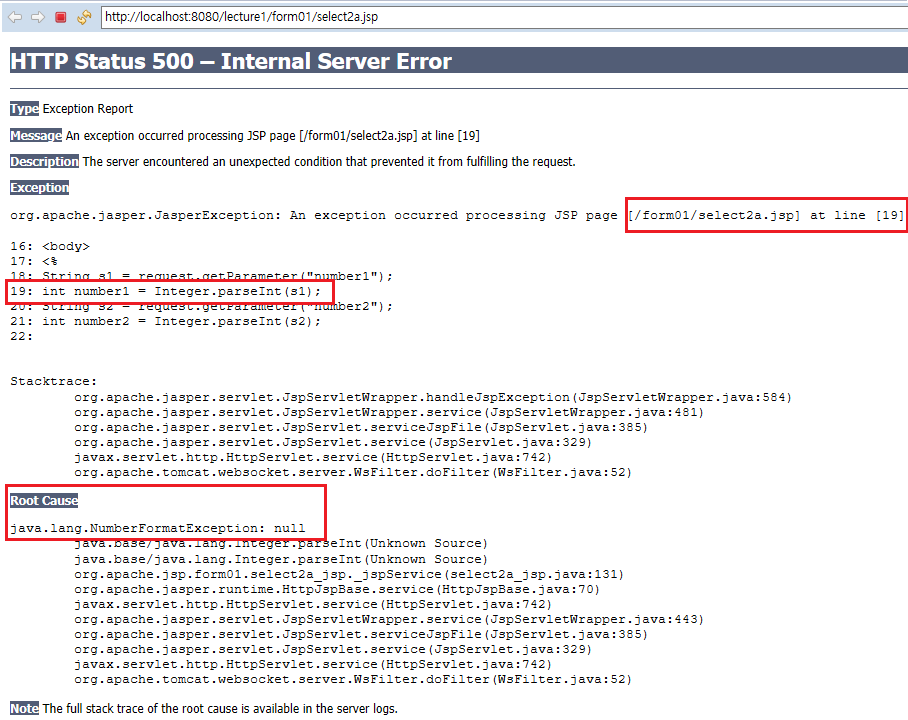 http://localhost:8080/lecture1/form01/select2a.jsp
HTTP Status 500 – Internal Server Error
Type Exception Report
Message An exception occurred processing JSP page [/form01/select2a.jsp] at line [19]
Description The server encountered an unexpected condition that prevented it from fulfilling the request.
Exception
org.apache.jasper.JasperException: An exception occurred processing JSP page [/form01/select2a.jsp] at line [19]
16: <body>
17: <%
18: String s1 = request.getParameter("number1");
19: int number1 = Integer.parseInt(s1);
20: String s2 = request.getParameter("number2");
21: int number2 = Integer.parseInt(s2);
22:
Stacktrace:
org.apache.jasper.servlet.JspServletWrapper.handleJspException(JspServletWrapper.java:584)
org.apache.jasper.servlet.JspServletWrapper.service(JspServletWrapper.java:481)
org.apache.jasper.servlet.JspServlet.serviceJspFile(JspServlet.java:385)
org.apache.jasper.servlet.JspServlet.service(JspServlet.java:329)
javax.servlet.http.HttpServlet.service(HttpServlet.java:742)
org.apache.tomcat.websocket.server.WsFilter.doFilter(WsFilter.java:52)
Root Cause
java.lang.NumberFormatException: null
java.base/java.lang.Integer.parseInt(Unknown Source)
java.base/java.lang.Integer.parseInt(Unknown Source)
org.apache.jsp.form01.select2a_jsp._jspService(select2a_jsp.java:131)
org.apache.jasper.runtime.HttpJspBase.service(HttpJspBase.java:70)
javax.servlet.http.HttpServlet.service(HttpServlet.java:742)
org.apache.jasper.servlet.JspServletWrapper.service(JspServletWrapper.java:443)
org.apache.jasper.servlet.JspServlet.serviceJspFile(JspServlet.java:385)
org.apache.jasper.servlet.JspServlet.service(JspServlet.java:329)
javax.servlet.http.HttpServlet.service(HttpServlet.java:742)
org.apache.tomcat.websocket.server.WsFilter.doFilter(WsFilter.java:52)
Note The full stack trace of the root cause is available in the server logs.